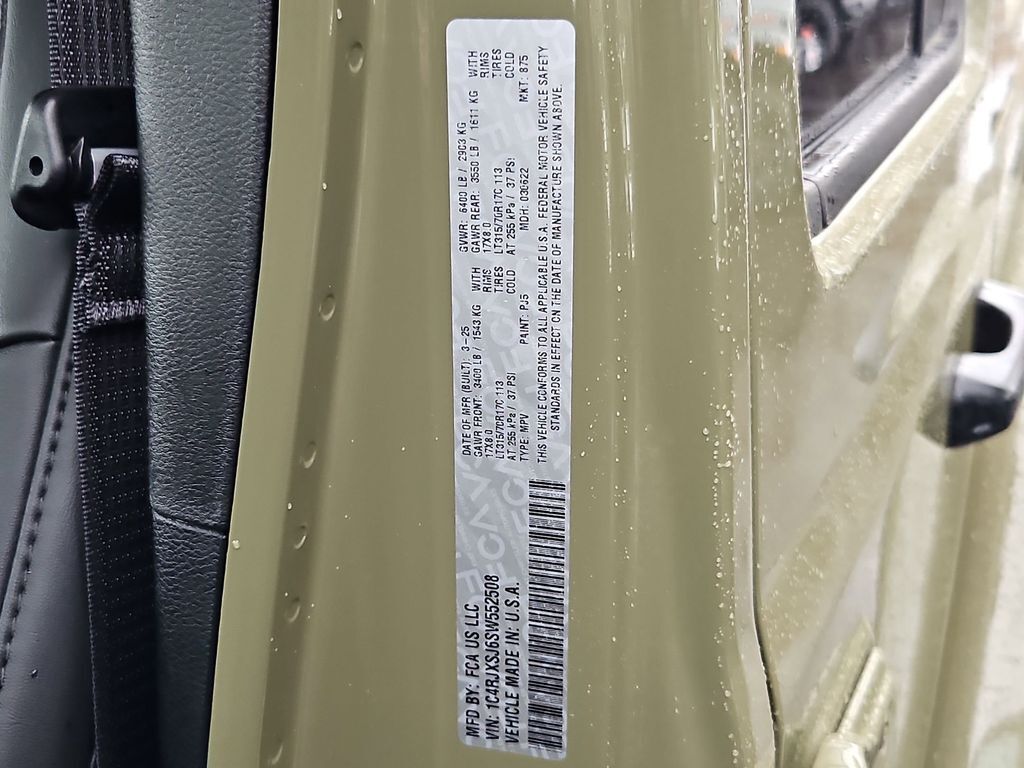 MFD BY: FCA US LLC
VIN: 1C4RJXSJ6SW552508
VEHICLE MADE IN: U.S.A.
DATE OF MFR (BUILT): 3-25 GVWR: 6400 LB / 2903 KG
GAWR FRONT: 3400 LB / 1543 KG WITH GAWR REAR: 3550 LB / 1611 KG WITH
17X8.0 RIMS 17X8.0 RIMS
LT315/70R17C 113 TIRES LT315/70R17C 113 TIRES
AT 255 kPa / 37 PSI COLD AT 255 kPa / 37 PSI COLD
TYPE: MPV PAINT: PJ5 MDH: 030622 MKT: 875
THIS VEHICLE CONFORMS TO ALL APPLICABLE U.S.A. FEDERAL MOTOR VEHICLE SAFETY
STANDARDS IN EFFECT ON THE DATE OF MANUFACTURE SHOWN ABOVE.